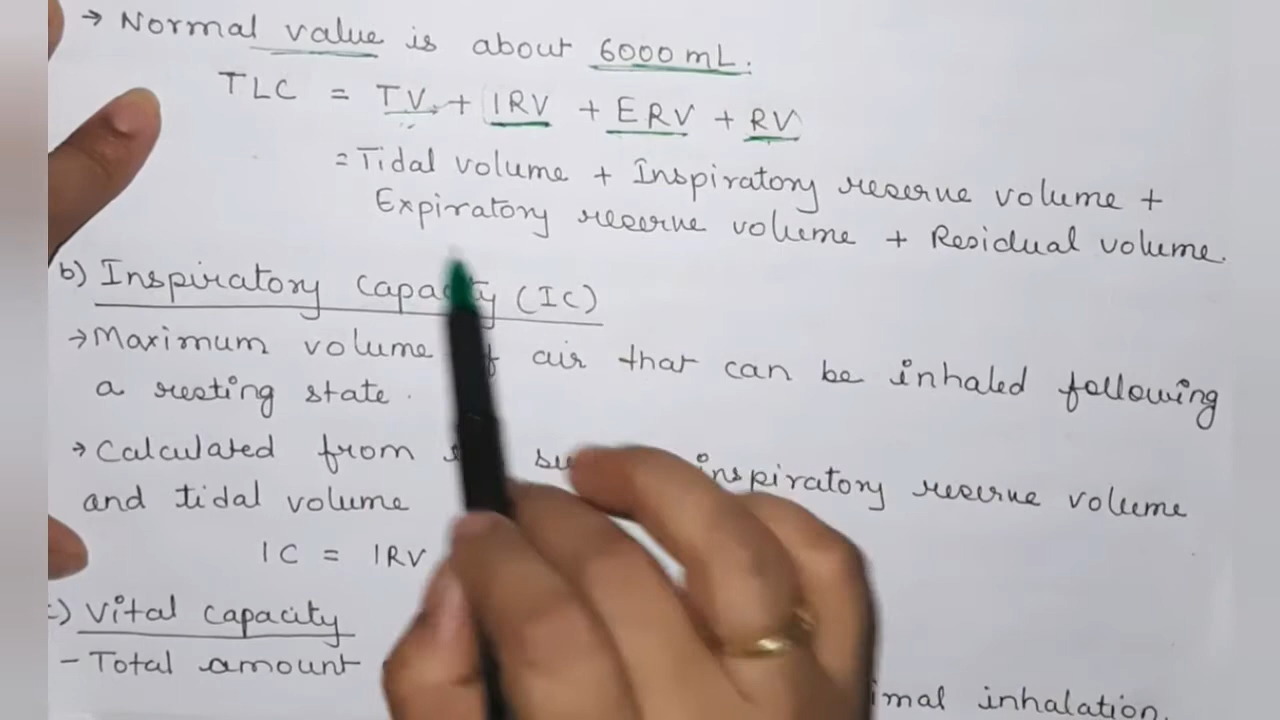 → Normal value is about 6000 mL.
TLC = TV + IRV + ERV + RV
= Tidal volume + Inspiratory reserve volume +
Expiratory reserve volume + Residual volume.
b) Inspiratory capacity (IC)
→ Maximum volume of air that can be inhaled following
a resting state.
→ Calculated from inspiratory reserve volume
and tidal volume
IC = IRV
c) Vital capacity
- Total amount inhalation.